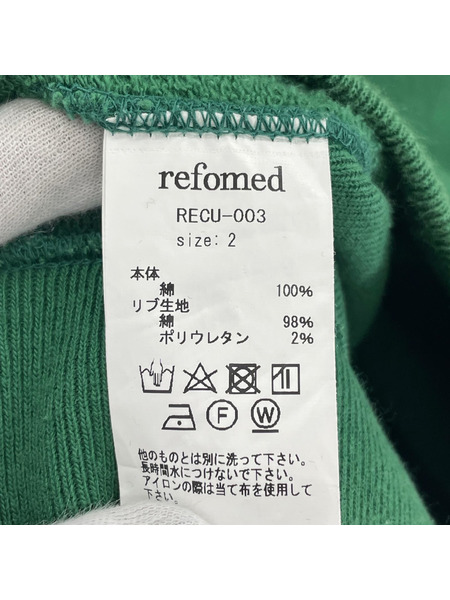 refomed
RECU-003
size: 2
本体
綿 100%
リブ生地
綿 98%
ポリウレタン 2%
F W
他のものとは別に洗って下さい。
長時間水につけないで下さい。
アイロンの際は当て布を使用して
下さい。